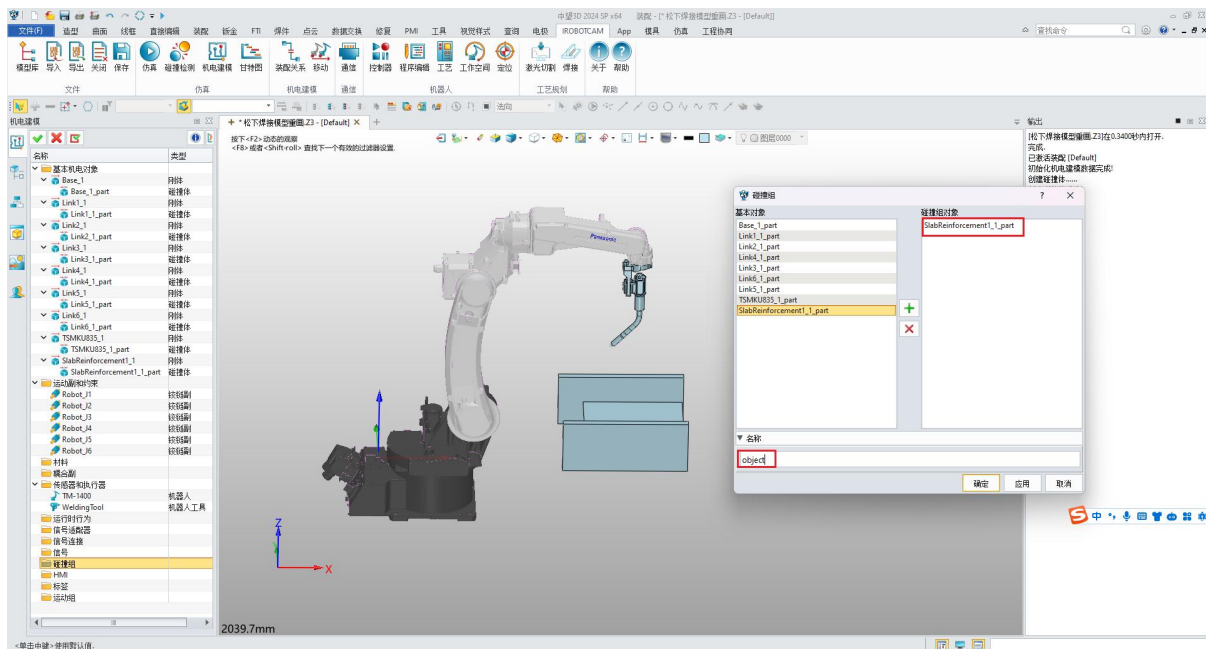 中望3D 2024 SP x64 装配 - [* 松下焊接模型重画.Z3 - [Default]]
文件(F) 造型 曲面 线框 直接编辑 装配 钣金 FTI 焊件 点云 数据交换 修复 PMI 工具 视觉样式 查询 电极 IROBOTCAM App 模具 仿真 工程协同 查找命令
模型库 导入 导出 关闭 保存 仿真 碰撞检测 机电建模 甘特图 装配关系 移动 通信 控制器 程序编辑 工艺 工作空间 定位 激光切割 焊接 关于 帮助
文件 仿真 机电建模 通信 机器人 工艺规划 帮助
法向
机电建模
+ * 松下焊接模型重画.Z3 - [Default] × +
输出
按下<F2>动态的观察
<F8>或者<Shift-roll> 查找下一个有效的过滤器设置.
图层0000
[松下焊接模型重画.Z3]在0.3400秒内打开.
完成.
已激活装配 [Default]
初始化机电建模数据完成!
创建碰撞体......
名称 类型
基本机电对象
Base_1 刚体
Base_1_part 碰撞体
Link1_1 刚体
Link1_1_part 碰撞体
Link2_1 刚体
Link2_1_part 碰撞体
Link3_1 刚体
Link3_1_part 碰撞体
Link4_1 刚体
Link4_1_part 碰撞体
Link5_1 刚体
Link5_1_part 碰撞体
Link6_1 刚体
Link6_1_part 碰撞体
TSMKU835_1 刚体
TSMKU835_1_part 碰撞体
SlabReinforcement1_1 刚体
SlabReinforcement1_1_part 碰撞体
运动副和约束
Robot_J1 铰链副
Robot_J2 铰链副
Robot_J3 铰链副
Robot_J4 铰链副
Robot_J5 铰链副
Robot_J6 铰链副
材料
耦合副
传感器和执行器
TM-1400 机器人
WeldingTool 机器人工具
运行时行为
信号适配器
信号连接
信号
碰撞组
HMI
标签
运动组
Panasonic
Z
X
2039.7mm
碰撞组 ? ×
基本对象 碰撞组对象
Base_1_part SlabReinforcement1_1_part
Link1_1_part
Link2_1_part
Link4_1_part
Link3_1_part
Link6_1_part
Link5_1_part
TSMKU835_1_part
SlabReinforcement1_1_part
名称
object
确定 应用 取消
中
<单击中键>使用默认值.